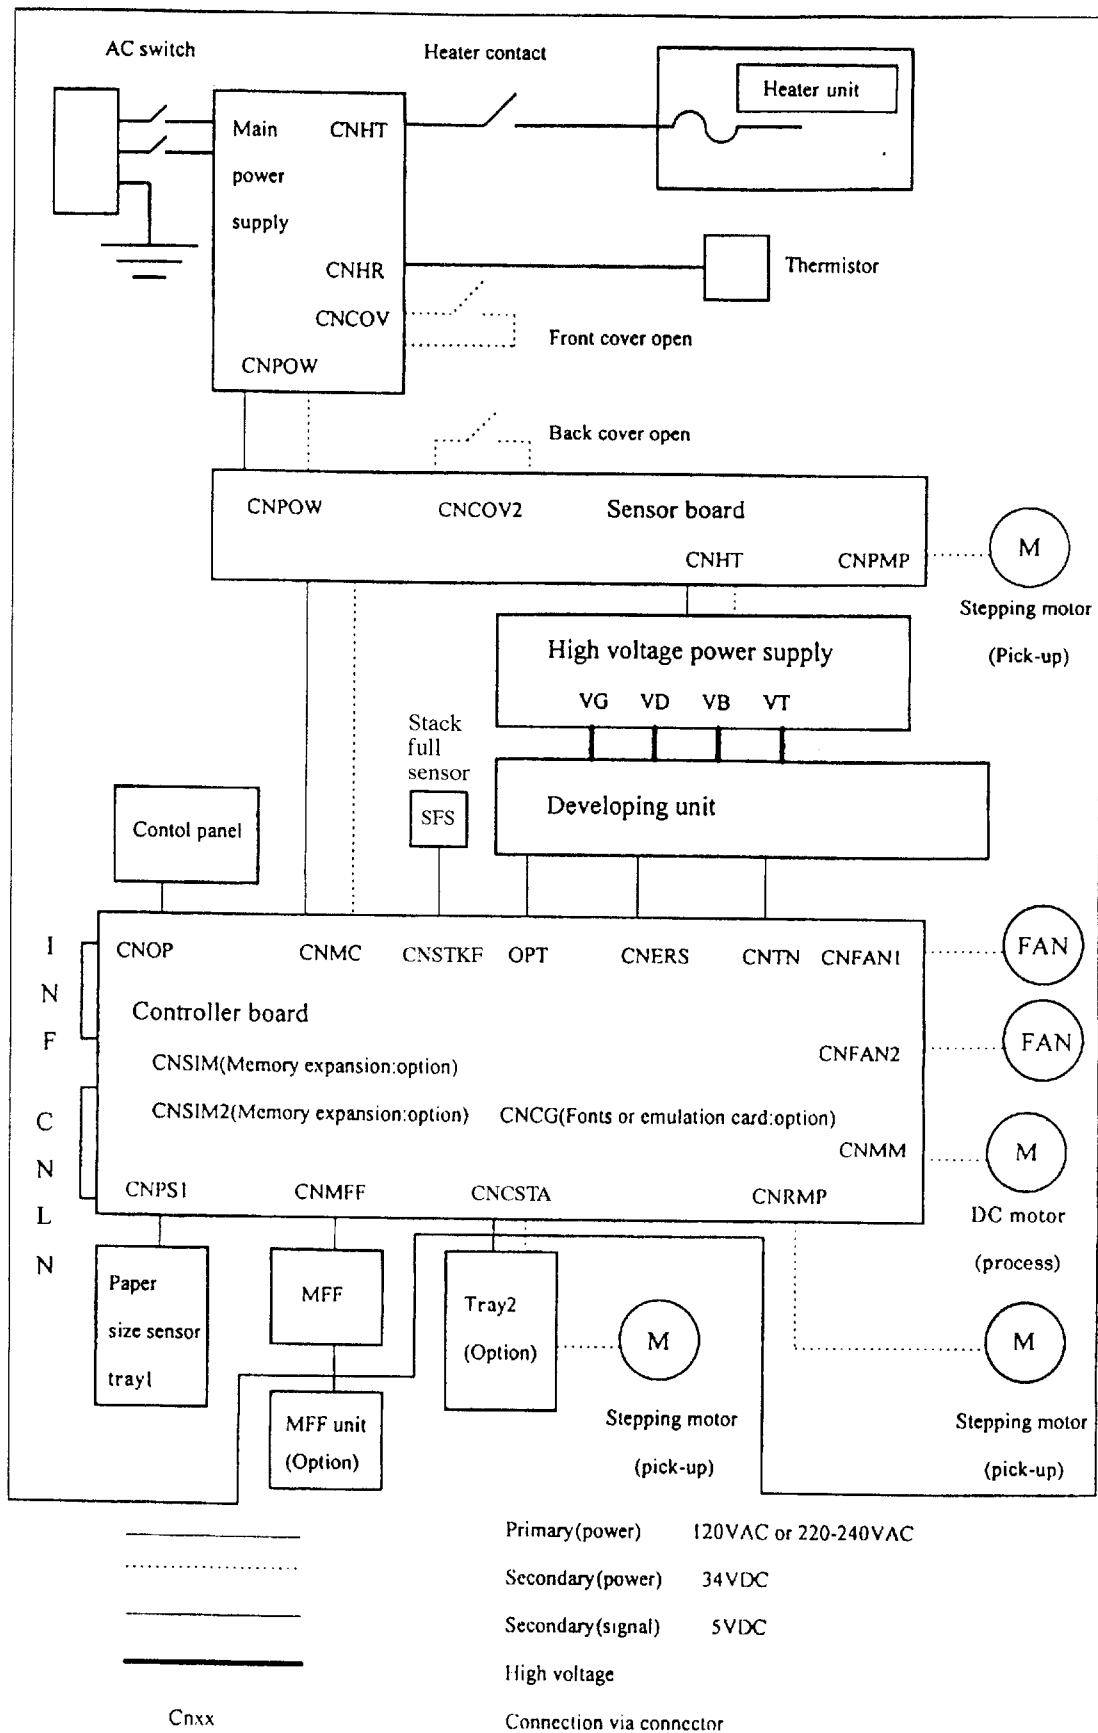 AC switch
Heater contact
Heater unit
Main
power
supply
CNHT
CNHR
Thermistor
CNCOV
Front cover open
CNPOW
Back cover open
CNPOW
CNCOV2
Sensor board
CNHT
CNPMP
M
Stepping motor
(Pick-up)
High voltage power supply
VG VD VB VT
Stack
full
sensor
SFS
Developing unit
Contol panel
I
N
F
C
N
L
N
CNOP
CNMC
CNSTKF
OPT
CNERS
CNTN
CNFAN1
FAN
Controller board
CNFAN2
FAN
CNSIM(Memory expansion:option)
CNSIM2(Memory expansion:option)
CNCG(Fonts or emulation card:option)
CNMM
M
DC motor
(process)
CNPS1
CNMFF
CNCSTA
CNRMP
Paper
size sensor
tray1
MFF
MFF unit
(Option)
Tray2
(Option)
M
Stepping motor
(pick-up)
M
Stepping motor
(pick-up)
Primary(power) 120VAC or 220-240VAC
Secondary(power) 34VDC
Secondary(signal) 5VDC
High voltage
Cnxx Connection via connector